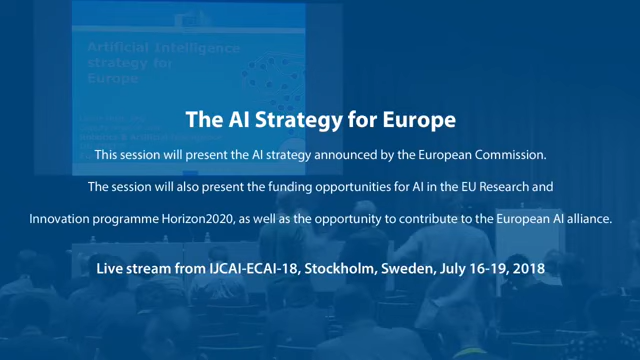 Artificial Intelligence
strategy for
Europe
The AI Strategy for Europe
This session will present the AI strategy announced by the European Commission.
The session will also present the funding opportunities for AI in the EU Research and
Innovation programme Horizon2020, as well as the opportunity to contribute to the European AI alliance.
Live stream from IJCAI-ECAI-18, Stockholm, Sweden, July 16-19, 2018